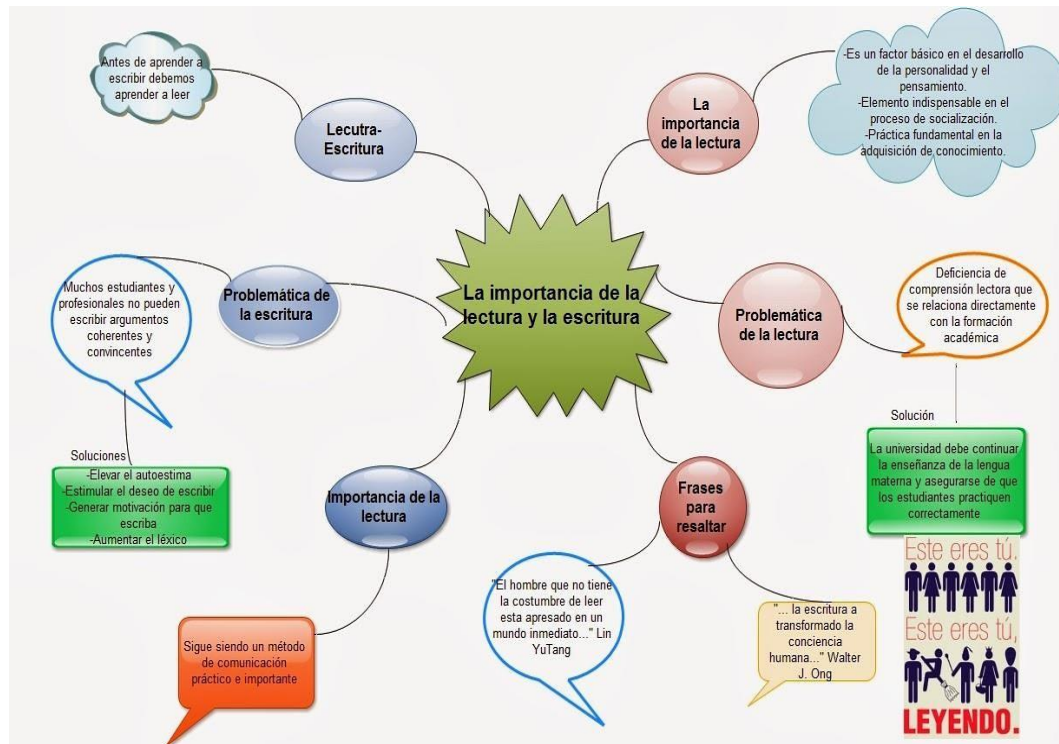 Antes de aprender a
escribir debemos
aprender a leer
Lecutra-
Escritura
La
importancia
de la lectura
-Es un factor básico en el desarrollo
de la personalidad y el
pensamiento.
-Elemento indispensable en el
proceso de socialización.
-Práctica fundamental en la
adquisición de conocimiento.
La importancia de la
lectura y la escritura
Muchos estudiantes y
profesionales no pueden
escribir argumentos
coherentes y
convincentes
Problemática de
la escritura
Soluciones
-Elevar el autoestima
-Estimular el deseo de escribir
-Generar motivación para que
escriba
-Aumentar el léxico
Problemática
de la lectura
Deficiencia de
comprensión lectora que
se relaciona directamente
con la formación
académica
Solución
La universidad debe continuar
la enseñanza de la lengua
materna y asegurarse de que
los estudiantes practiquen
correctamente
Importancia de la
lectura
Sigue siendo un método
de comunicación
práctico e importante
Frases
para
resaltar
"El hombre que no tiene
la costumbre de leer
esta apresado en un
mundo inmediato..." Lin
YuTang
"... la escritura a
transformado la
conciencia
humana..." Walter
J. Ong
Este eres tú.
Este eres tú,
LEYENDO.